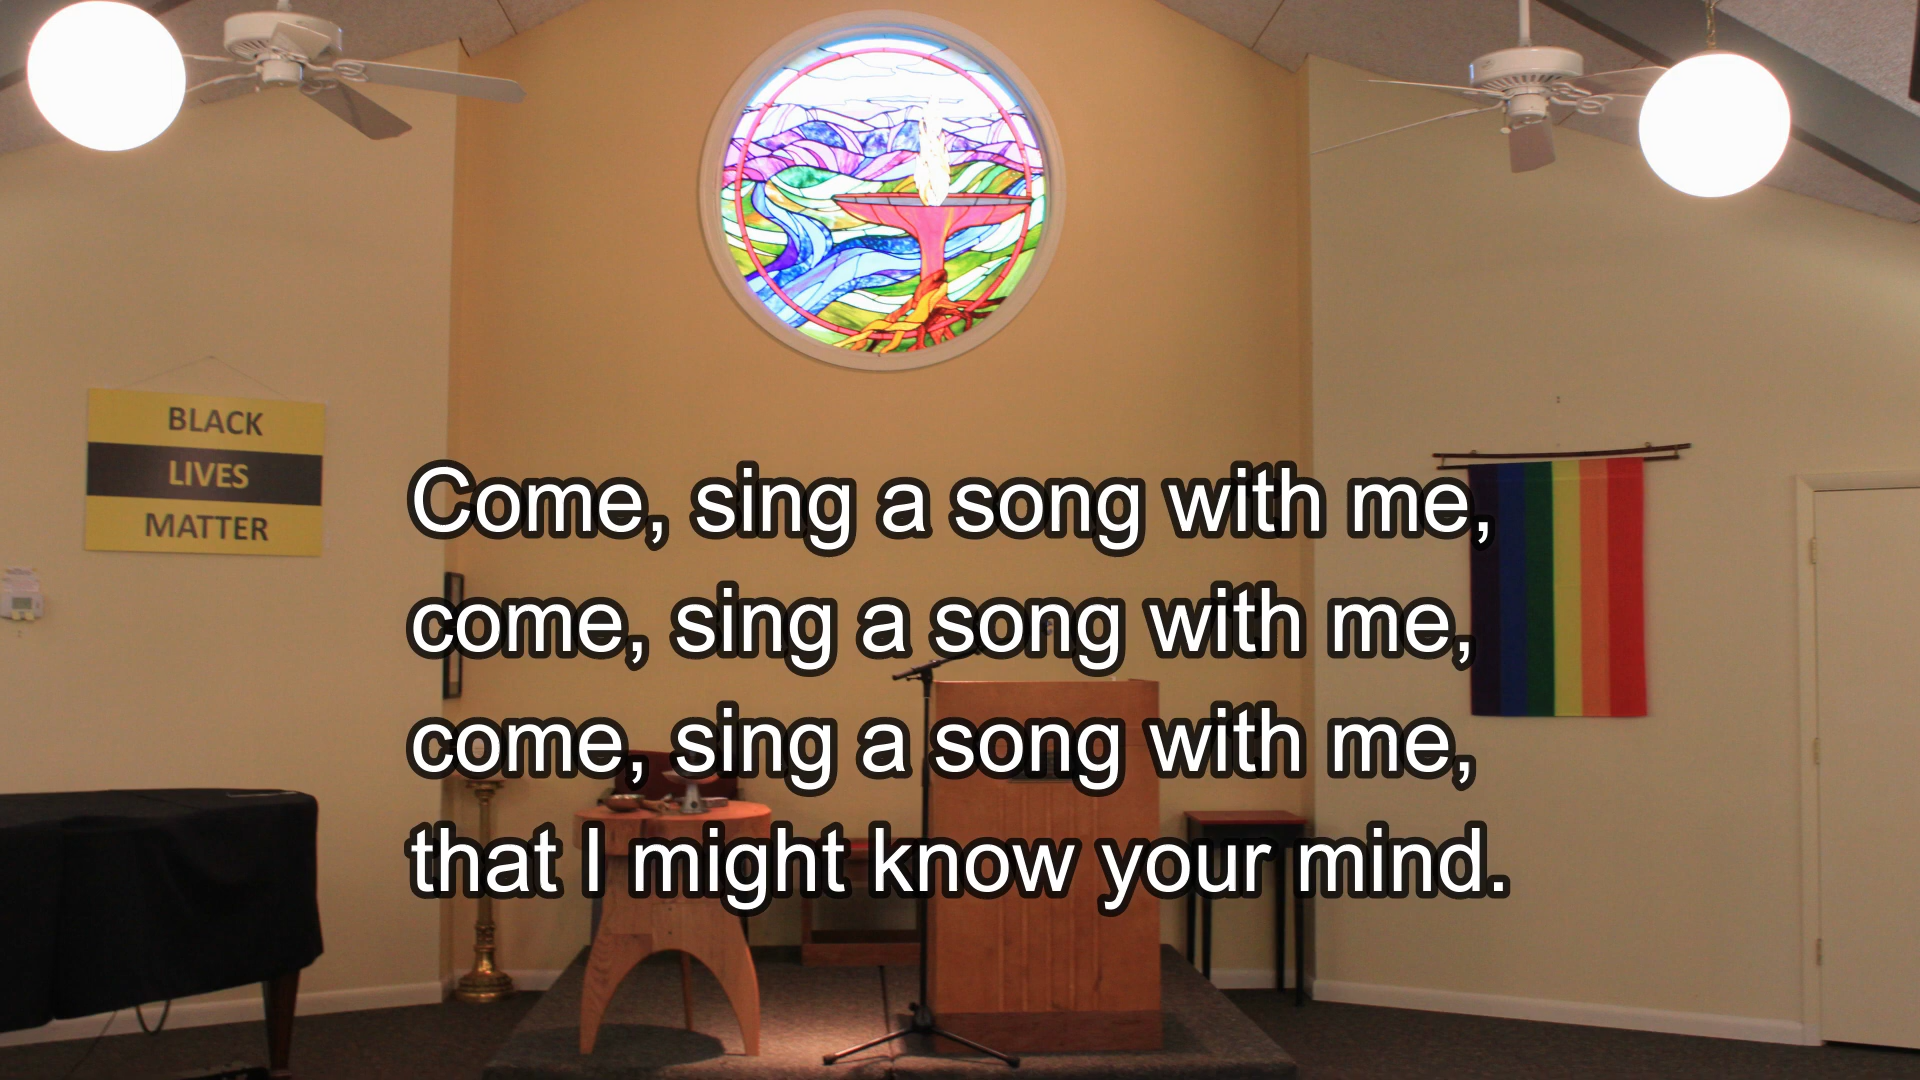 BLACK
LIVES
MATTER
Come, sing a song with me,
come, sing a song with me,
come, sing a song with me,
that I might know your mind.